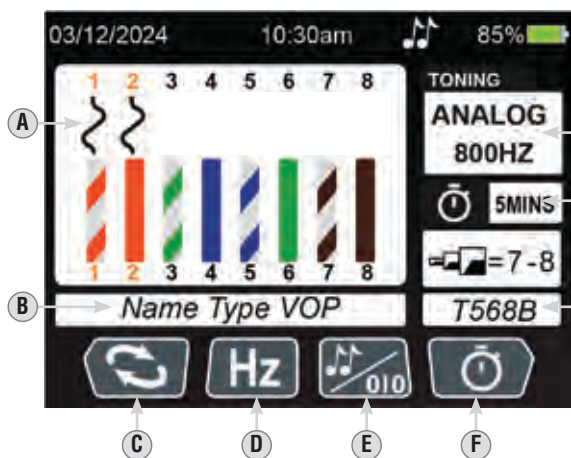 03/12/2024 10:30am 85%
1 2 3 4 5 6 7 8
TONING
ANALOG
800HZ
5MINS
=7-8
1 2 3 4 5 6 7 8
Name Type VOP
T568B
Hz
010
A
B
C
D
E
F